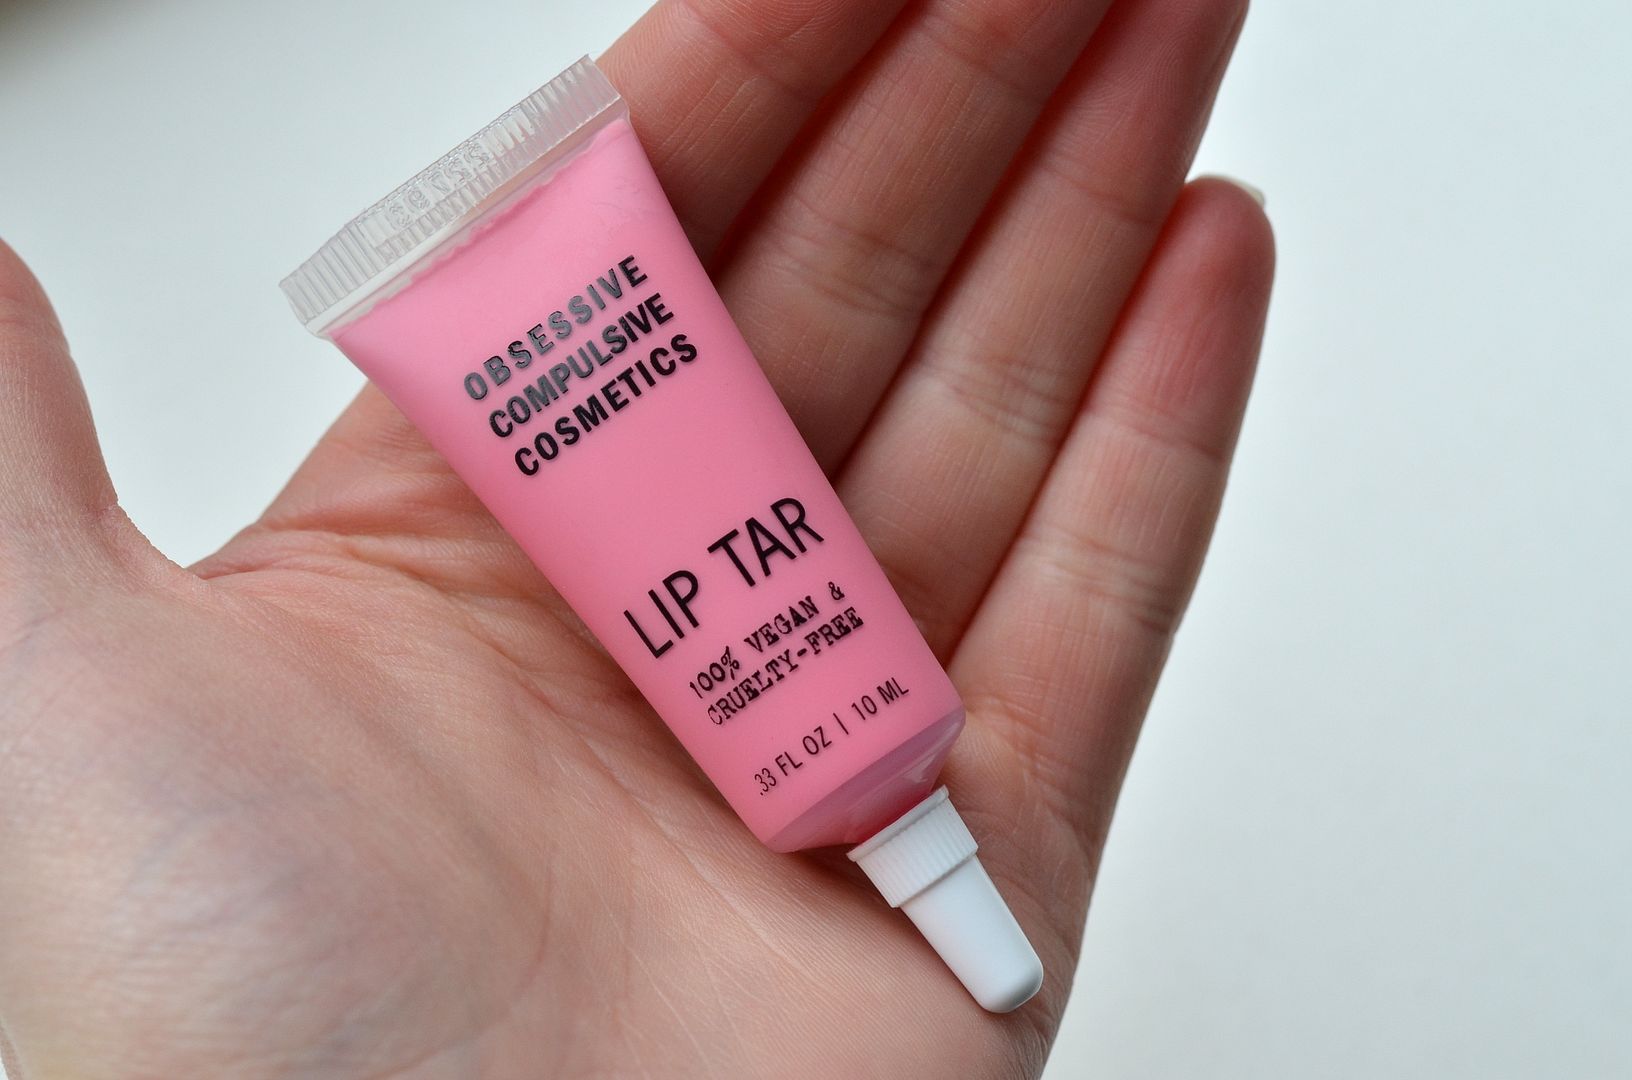 OBSESSIVE
COMPULSIVE
COSMETICS
LIP TAR
100% VEGAN &
CRUELTY-FREE
.33 FL OZ | 10 ML